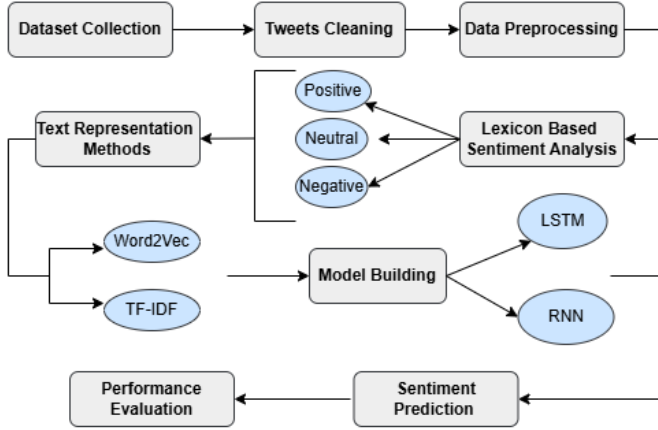 Dataset Collection
Tweets Cleaning
Data Preprocessing
Positive
Neutral
Negative
Text Representation
Methods
Lexicon Based
Sentiment Analysis
Word2Vec
TF-IDF
Model Building
LSTM
RNN
Performance
Evaluation
Sentiment
Prediction